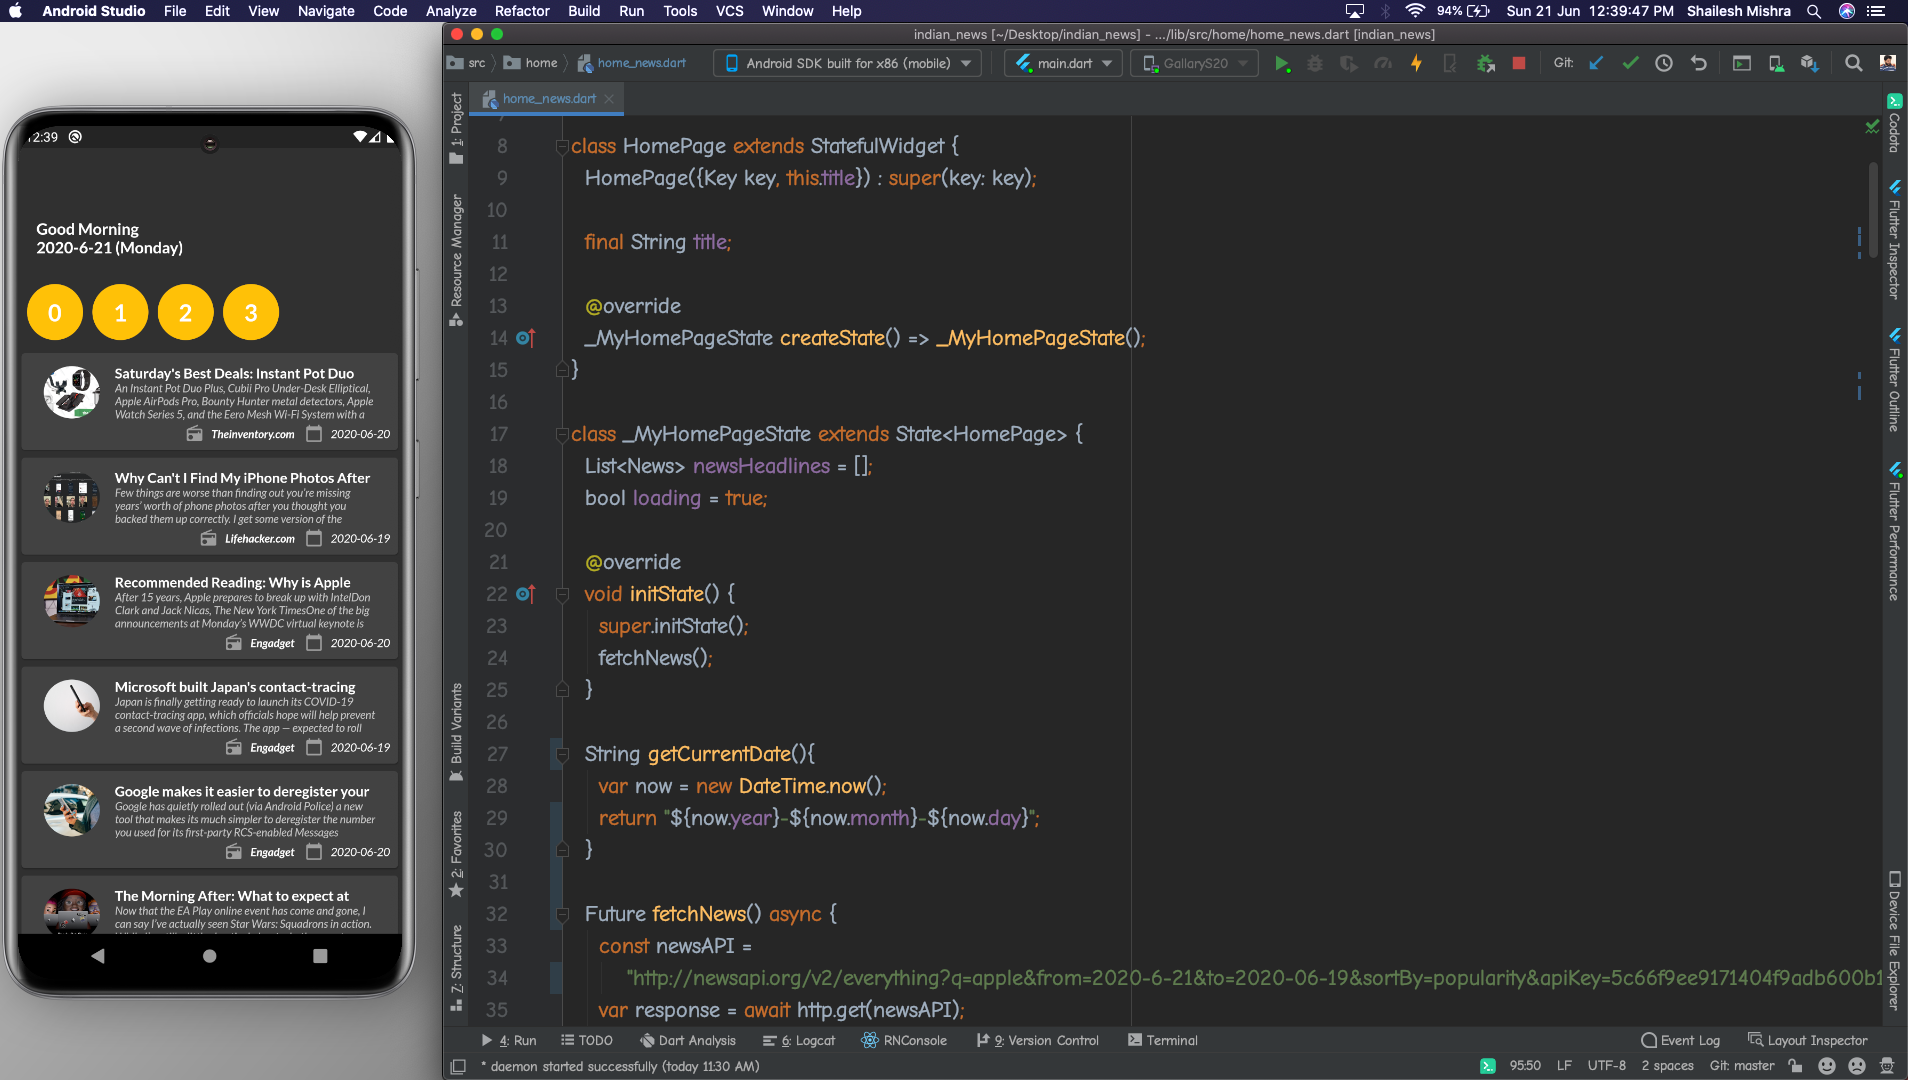 Android Studio File Edit View Navigate Code Analyze Refactor Build Run Tools VCS Window Help 94% Sun 21 Jun 12:39:47 PM Shailesh Mishra
indian_news [~/Desktop/indian_news] - .../lib/src/home/home_news.dart [indian_news]
src home home_news.dart Android SDK built for x86 (mobile) main.dart GallaryS20 Git:
home_news.dart
1: Project
Resource Manager
Build Variants
2: Favorites
7: Structure
12:39
Good Morning
2020-6-21 (Monday)
0 1 2 3
Saturday's Best Deals: Instant Pot Duo
An Instant Pot Duo Plus, Cubii Pro Under-Desk Elliptical,
Apple AirPods Pro, Bounty Hunter metal detectors, Apple
Watch Series 5, and the Eero Mesh Wi-Fi System with a
Theinventory.com 2020-06-20
Why Can't I Find My iPhone Photos After
Few things are worse than finding out you're missing
years' worth of phone photos after you thought you
backed them up correctly. I get some version of the
Lifehacker.com 2020-06-19
Recommended Reading: Why is Apple
After 15 years, Apple prepares to break up with IntelDon
Clark and Jack Nicas, The New York TimesOne of the big
announcements at Monday's WWDC virtual keynote is
Engadget 2020-06-20
Microsoft built Japan's contact-tracing
Japan is finally getting ready to launch its COVID-19
contact-tracing app, which officials hope will help prevent
a second wave of infections. The app — expected to roll
Engadget 2020-06-19
Google makes it easier to deregister your
Google has quietly rolled out (via Android Police) a new
tool that makes its much simpler to deregister the number
you used for its first-party RCS-enabled Messages
Engadget 2020-06-20
The Morning After: What to expect at
Now that the EA Play online event has come and gone, I
can say I've actually seen Star Wars: Squadrons in action.
8 class HomePage extends StatefulWidget {
9 HomePage({Key key, this.title}) : super(key: key);
10
11 final String title;
12
13 @override
14 _MyHomePageState createState() => _MyHomePageState();
15 }
16
17 class _MyHomePageState extends State<HomePage> {
18 List<News> newsHeadlines = [];
19 bool loading = true;
20
21 @override
22 void initState() {
23 super.initState();
24 fetchNews();
25 }
26
27 String getCurrentDate(){
28 var now = new DateTime.now();
29 return "${now.year}-${now.month}-${now.day}";
30 }
31
32 Future fetchNews() async {
33 const newsAPI =
34 "http://newsapi.org/v2/everything?q=apple&from=2020-6-21&to=2020-06-19&sortBy=popularity&apiKey=5c66f9ee9171404f9adb600b1
35 var response = await http.get(newsAPI);
Codota
Flutter Inspector
Flutter Outline
Flutter Performance
Device File Explorer
4: Run TODO Dart Analysis 6: Logcat RNConsole 9: Version Control Terminal Event Log Layout Inspector
* daemon started successfully (today 11:30 AM) 95:50 LF UTF-8 2 spaces Git: master